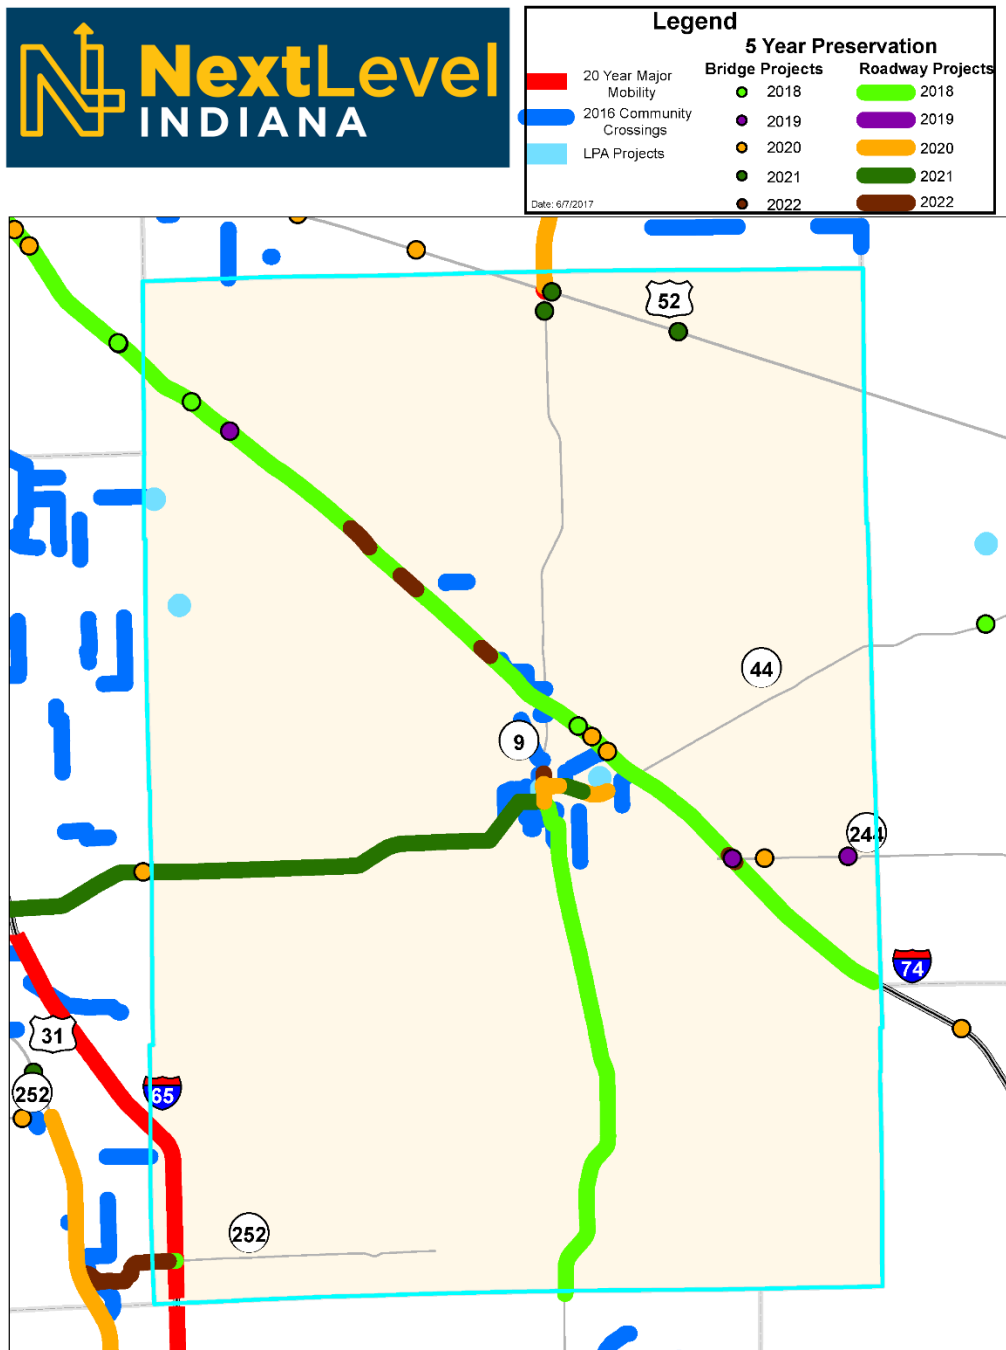 NextLevel
INDIANA
Legend
5 Year Preservation
Bridge Projects
Roadway Projects
20 Year Major
Mobility
2016 Community
Crossings
LPA Projects
2018
2019
2020
2021
2022
2018
2019
2020
2021
2022
Date: 6/7/2017
52
44
9
244
74
31
252
65
252